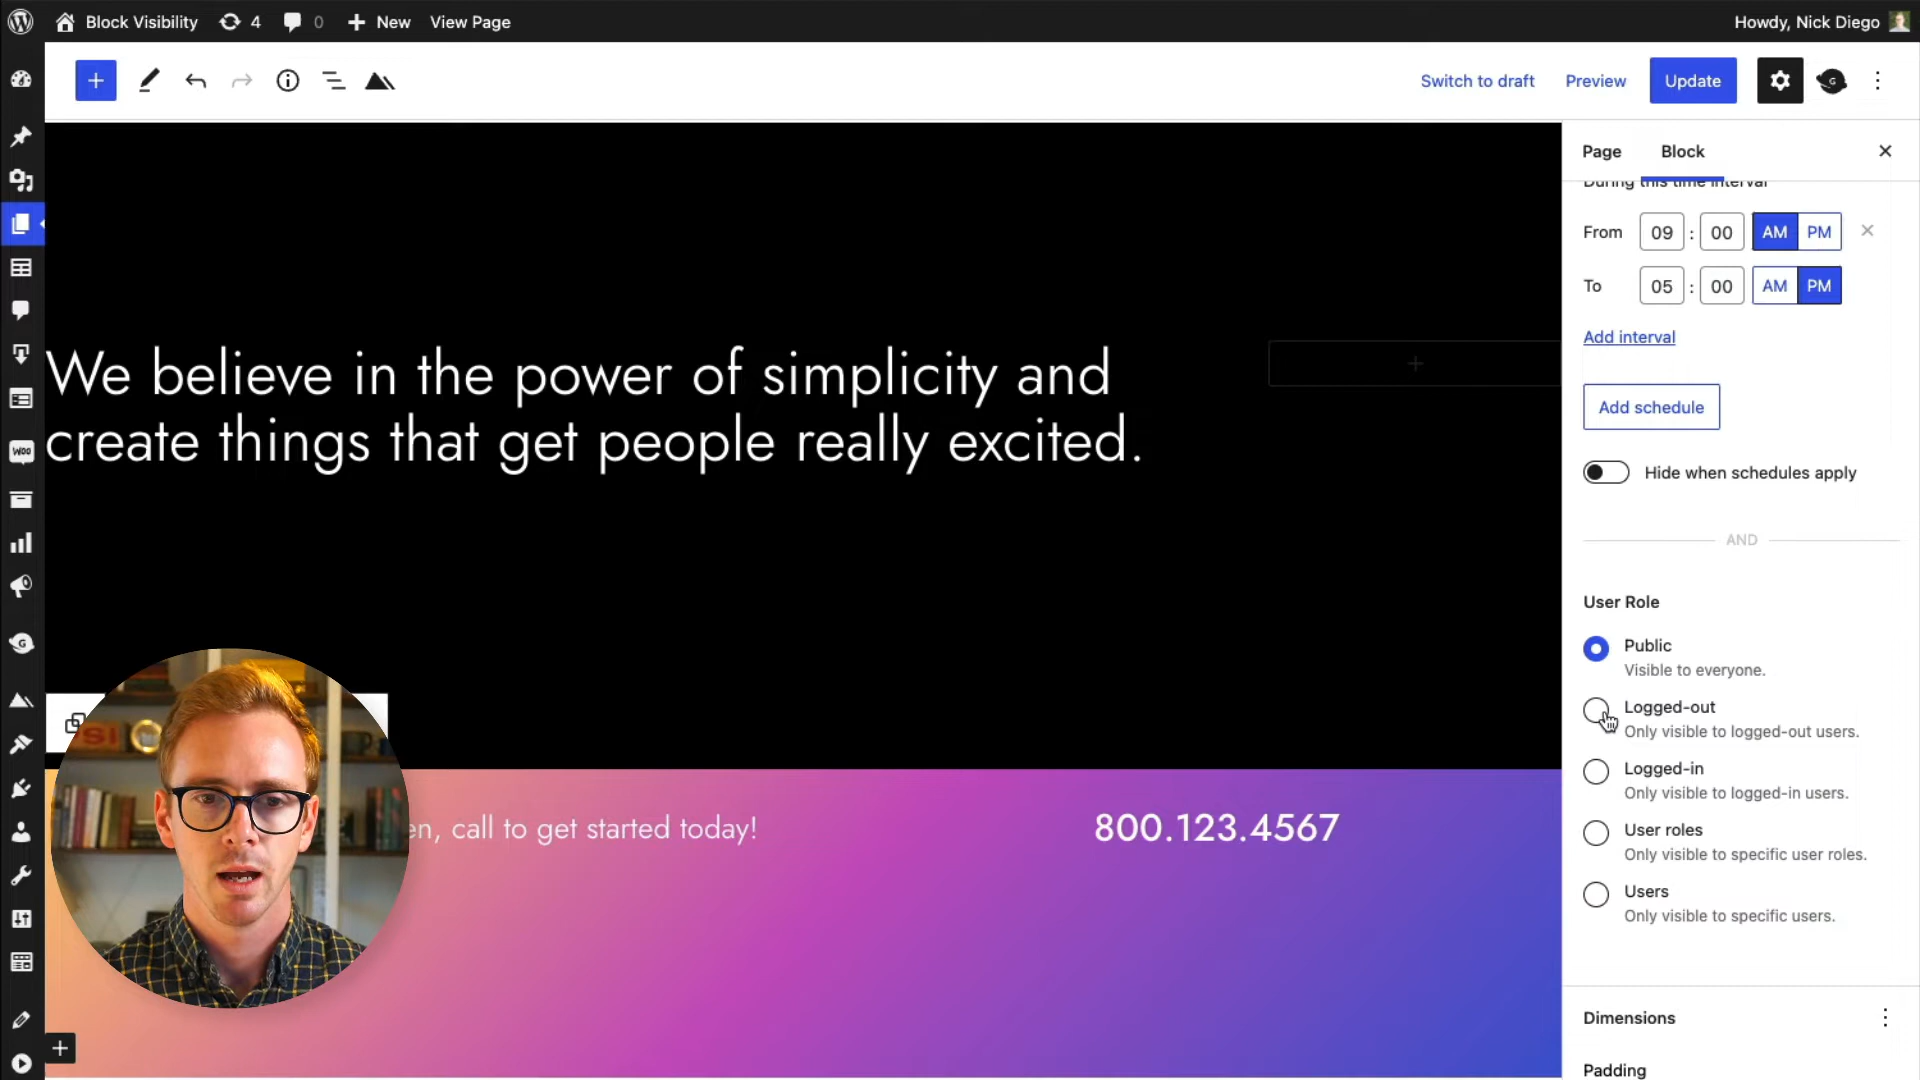 Block Visibility
4
0
New
View Page
Howdy, Nick Diego
Switch to draft
Preview
Update
G
Page
Block
During this time interval
From
09
:
00
AM
PM
To
05
:
00
AM
PM
Add interval
We believe in the power of simplicity and
create things that get people really excited.
Add schedule
Woo
Hide when schedules apply
AND
User Role
Public
Visible to everyone.
Logged-out
Only visible to logged-out users.
Logged-in
Only visible to logged-in users.
User roles
Only visible to specific user roles.
Users
Only visible to specific users.
en, call to get started today!
800.123.4567
Dimensions
Padding